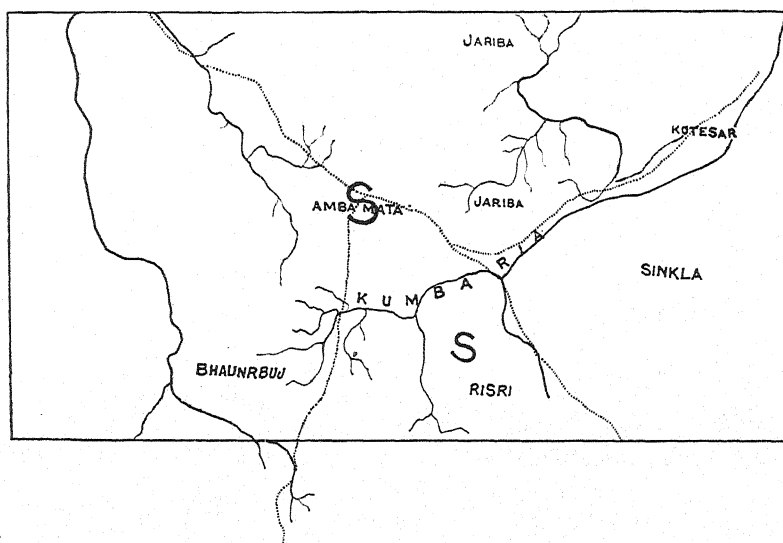 JARIBA
KOTESAR
S
AMBA MATA
JARIBA
KUMBARIA
SINKLA
S
BHAUNRBUJ
RISRI